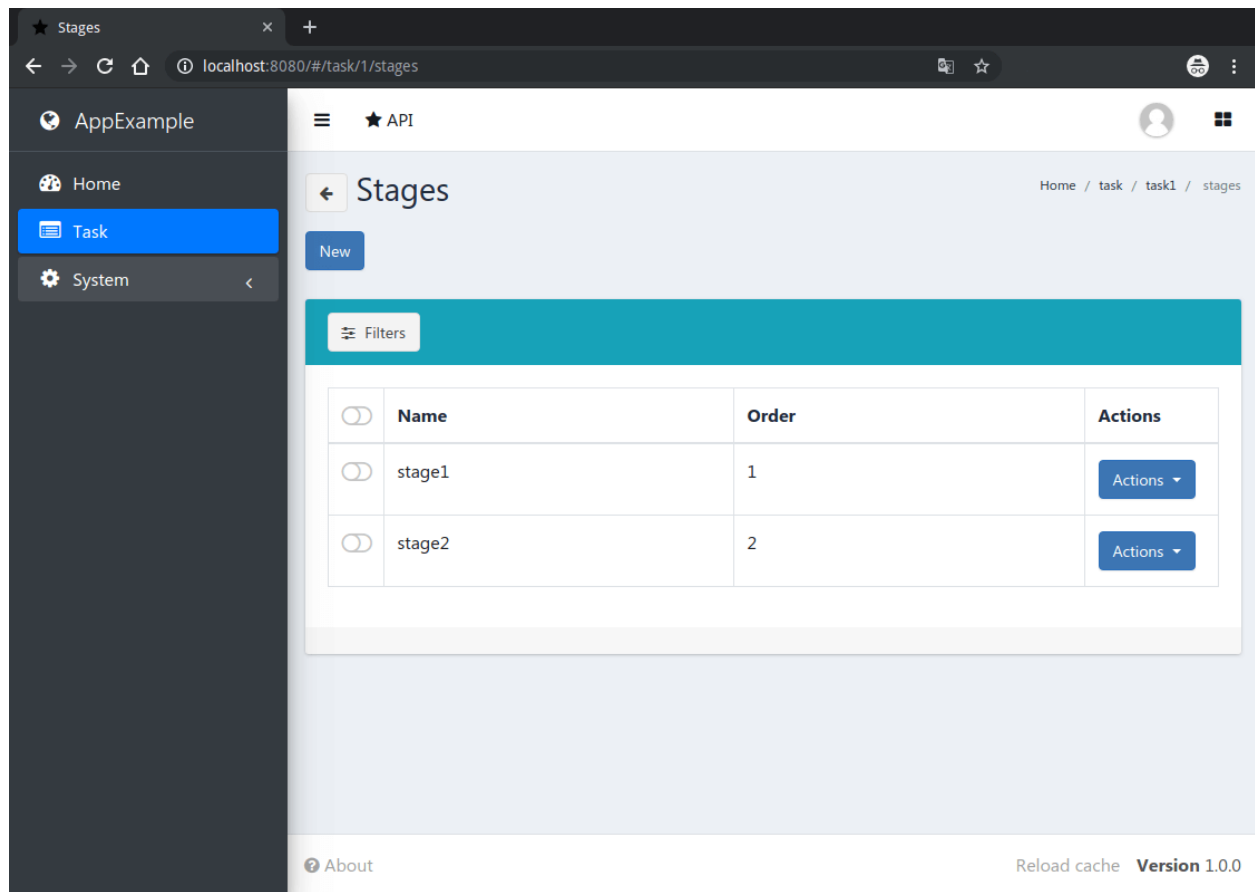 Stages
localhost:8080/#/task/1/stages
AppExample
API
Home
Task
System
Stages
Home / task / task1 / stages
New
Filters
Name Order Actions
stage1 1 Actions
stage2 2 Actions
About
Reload cache Version 1.0.0